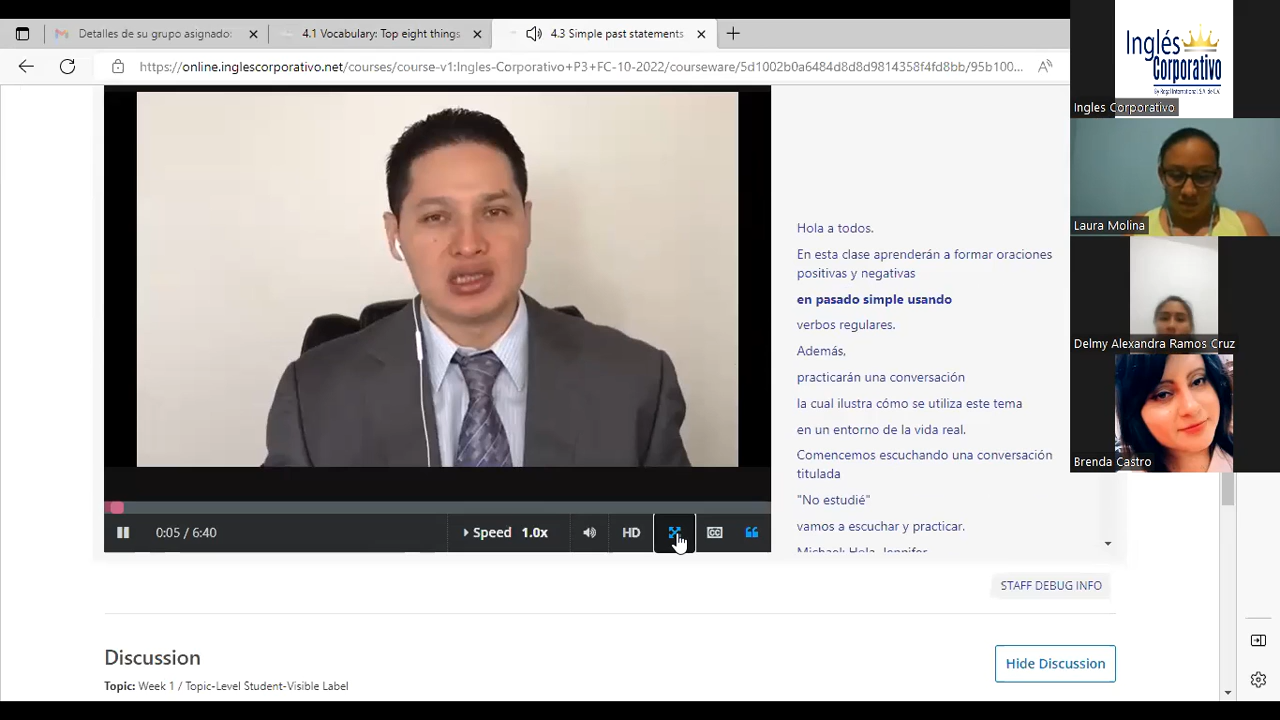 Detalles de su grupo asignado:
4.1 Vocabulary: Top eight things
4.3 Simple past statements
https://online.inglescorporativo.net/courses/course-v1:Ingles-Corporativo+P3+FC-10-2022/courseware/5d1002b0a6484d8d8d9814358f4fd8bb/95b100...
Inglés
Corporativo
Ingles Corporativo
Laura Molina
Delmy Alexandra Ramos Cruz
Brenda Castro
Hola a todos.
En esta clase aprenderán a formar oraciones
positivas y negativas
en pasado simple usando
verbos regulares.
Además,
practicarán una conversación
la cual ilustra cómo se utiliza este tema
en un entorno de la vida real.
Comencemos escuchando una conversación
titulada
"No estudié"
vamos a escuchar y practicar.
Michael: Hola, Jennifer
0:05 / 6:40
Speed 1.0x
HD
CC
STAFF DEBUG INFO
Discussion
Hide Discussion
Topic: Week 1 / Topic-Level Student-Visible Label